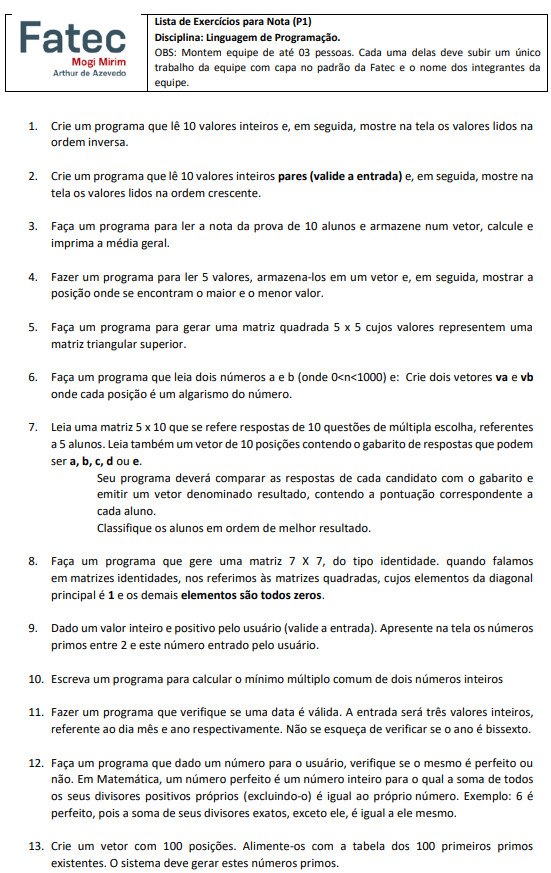 Fatec
Mogi Mirim
Arthur de Azevedo
Lista de Exercícios para Nota (P1)
Disciplina: Linguagem de Programação.
OBS: Montem equipe de até 03 pessoas. Cada uma delas deve subir um único
trabalho da equipe com capa no padrão da Fatec e o nome dos integrantes da
equipe.
1. Crie um programa que lê 10 valores inteiros e, em seguida, mostre na tela os valores lidos na
ordem inversa.
2. Crie um programa que lê 10 valores inteiros pares (valide a entrada) e, em seguida, mostre na
tela os valores lidos na ordem crescente.
3. Faça um programa para ler a nota da prova de 10 alunos e armazene num vetor, calcule e
imprima a média geral.
4. Fazer um programa para ler 5 valores, armazena-los em um vetor e, em seguida, mostrar a
posição onde se encontram o maior e o menor valor.
5. Faça um programa para gerar uma matriz quadrada 5 x 5 cujos valores representem uma
matriz triangular superior.
6. Faça um programa que leia dois números a e b (onde 0<n<1000) e: Crie dois vetores va e vb
onde cada posição é um algarismo do número.
7. Leia uma matriz 5 x 10 que se refere respostas de 10 questões de múltipla escolha, referentes
a 5 alunos. Leia também um vetor de 10 posições contendo o gabarito de respostas que podem
ser a, b, c, d ou e.
Seu programa deverá comparar as respostas de cada candidato com o gabarito e
emitir um vetor denominado resultado, contendo a pontuação correspondente a
cada aluno.
Classifique os alunos em ordem de melhor resultado.
8. Faça um programa que gere uma matriz 7 X 7, do tipo identidade. quando falamos
em matrizes identidades, nos referimos às matrizes quadradas, cujos elementos da diagonal
principal é 1 e os demais elementos são todos zeros.
9. Dado um valor inteiro e positivo pelo usuário (valide a entrada). Apresente na tela os números
primos entre 2 e este número entrado pelo usuário.
10. Escreva um programa para calcular o mínimo múltiplo comum de dois números inteiros
11. Fazer um programa que verifique se uma data é válida. A entrada será três valores inteiros,
referente ao dia mês e ano respectivamente. Não se esqueça de verificar se o ano é bissexto.
12. Faça um programa que dado um número para o usuário, verifique se o mesmo é perfeito ou
não. Em Matemática, um número perfeito é um número inteiro para o qual a soma de todos
os seus divisores positivos próprios (excluindo-o) é igual ao próprio número. Exemplo: 6 é
perfeito, pois a soma de seus divisores exatos, exceto ele, é igual a ele mesmo.
13. Crie um vetor com 100 posições. Alimente-os com a tabela dos 100 primeiros primos
existentes. O sistema deve gerar estes números primos.